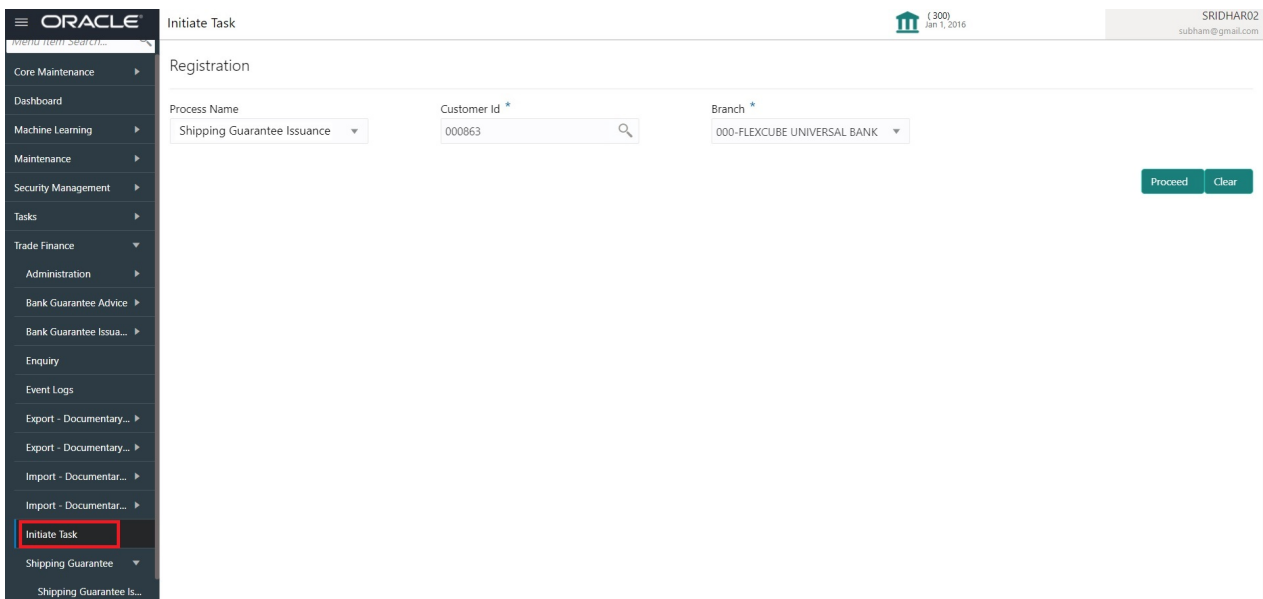 ORACLE
Initiate Task
(300)
Jan 1, 2016
SRIDHAR02
subham@gmail.com
Menu Item Search...
Core Maintenance
Dashboard
Machine Learning
Maintenance
Security Management
Tasks
Trade Finance
Administration
Bank Guarantee Advice
Bank Guarantee Issua...
Enquiry
Event Logs
Export - Documentary...
Export - Documentary...
Import - Documentar...
Import - Documentar...
Initiate Task
Shipping Guarantee
Shipping Guarantee Is...
Registration
Process Name
Shipping Guarantee Issuance
Customer Id *
000863
Branch *
000-FLEXCUBE UNIVERSAL BANK
Proceed
Clear